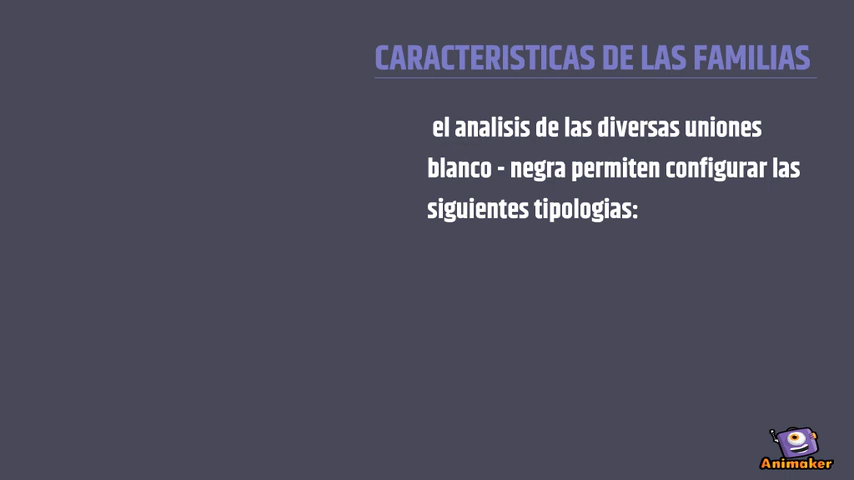 CARACTERISTICAS DE LAS FAMILIAS
el analisis de las diversas uniones
blanco - negra permiten configurar las
siguientes tipologias:
Animaker